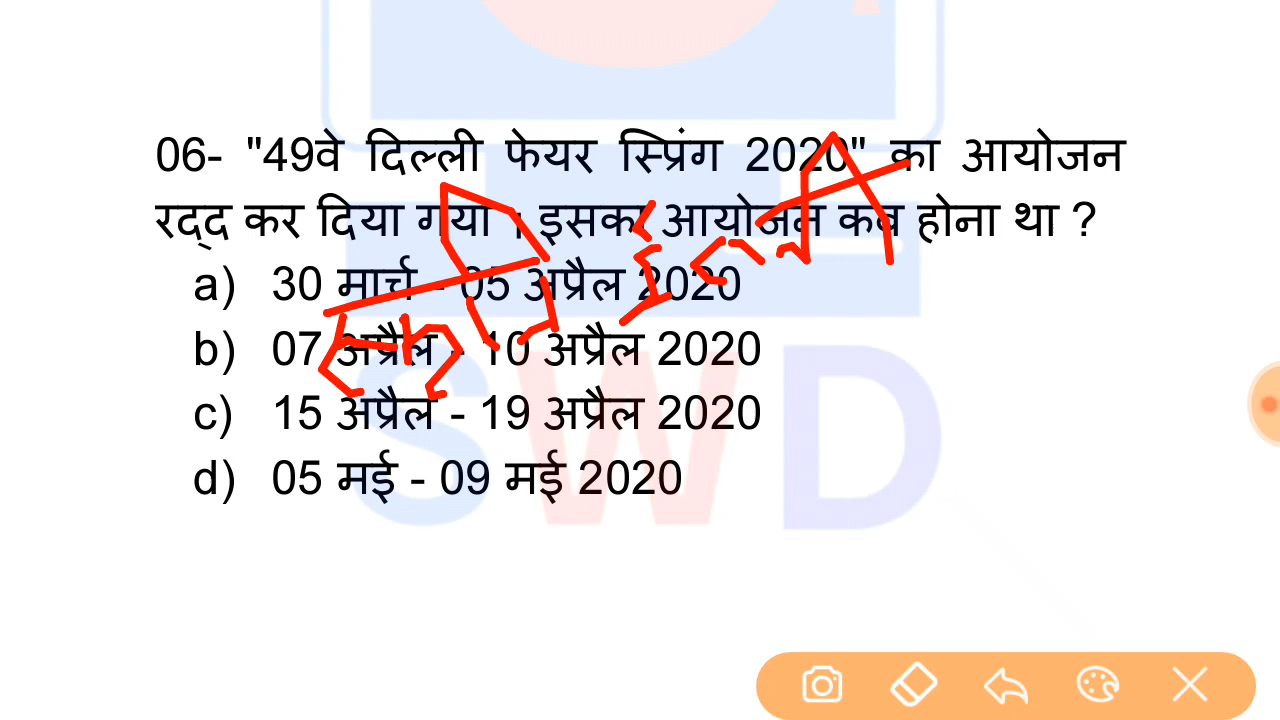 06- "49वे दिल्ली फेयर स्प्रिंग 2020" का आयोजन
रद्द कर दिया गया । इसका आयोजन कब होना था ?
a) 30 मार्च - 05 अप्रैल 2020
b) 07 अप्रैल - 10 अप्रैल 2020
c) 15 अप्रैल - 19 अप्रैल 2020
d) 05 मई - 09 मई 2020
SWD